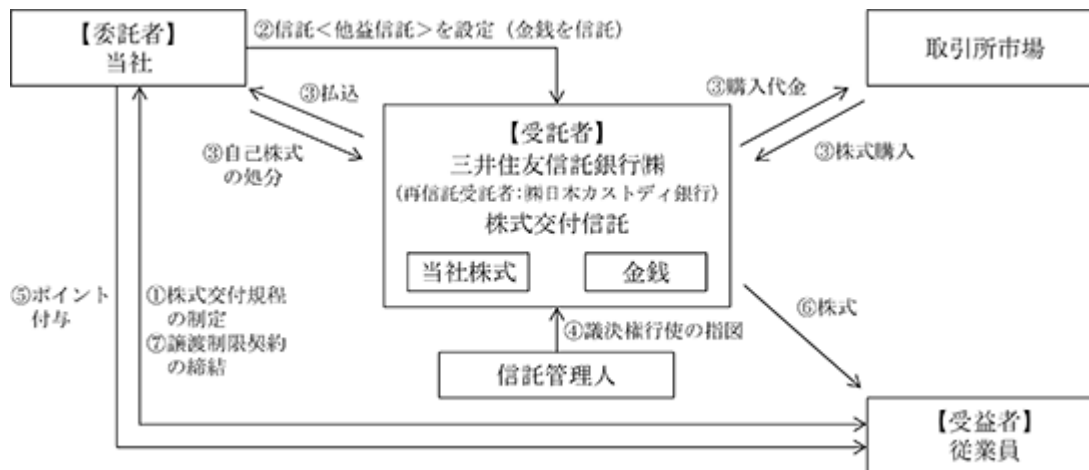 【委託者】
当社
②信託<他益信託>を設定（金銭を信託）
取引所市場
③払込
③自己株式
の処分
③購入代金
③株式購入
【受託者】
三井住友信託銀行㈱
(再信託受託者:㈱日本カストディ銀行)
株式交付信託
当社株式
金銭
⑤ポイント
付与
①株式交付規程
の制定
⑦譲渡制限契約
の締結
④議決権行使の指図
信託管理人
⑥株式
【受益者】
従業員